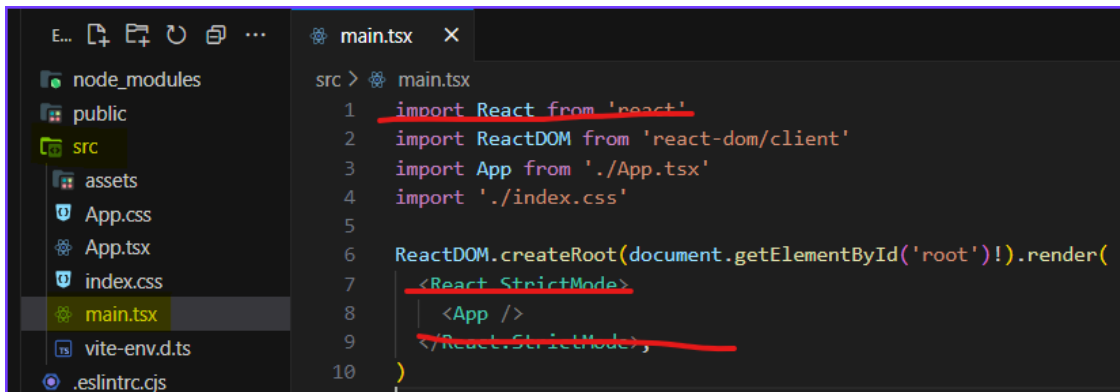 E...
main.tsx
node_modules
public
src
assets
App.css
App.tsx
index.css
main.tsx
vite-env.d.ts
.eslintrc.cjs
src > main.tsx
1 import React from 'react'
2 import ReactDOM from 'react-dom/client'
3 import App from './App.tsx'
4 import './index.css'
5
6 ReactDOM.createRoot(document.getElementById('root')!).render(
7 <React.StrictMode>
8 <App />
9 </React.StrictMode>,
10 )